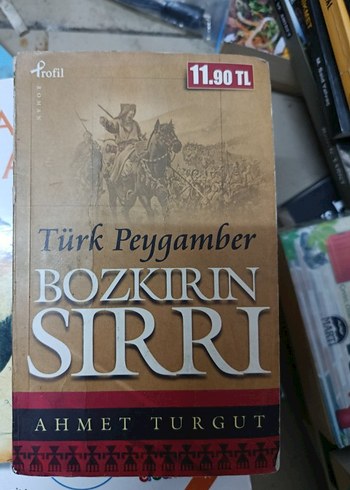 Profil
11.90 TL
Türk Peygamber
BOZKIRIN
SIRRI
AHMET TURGUT